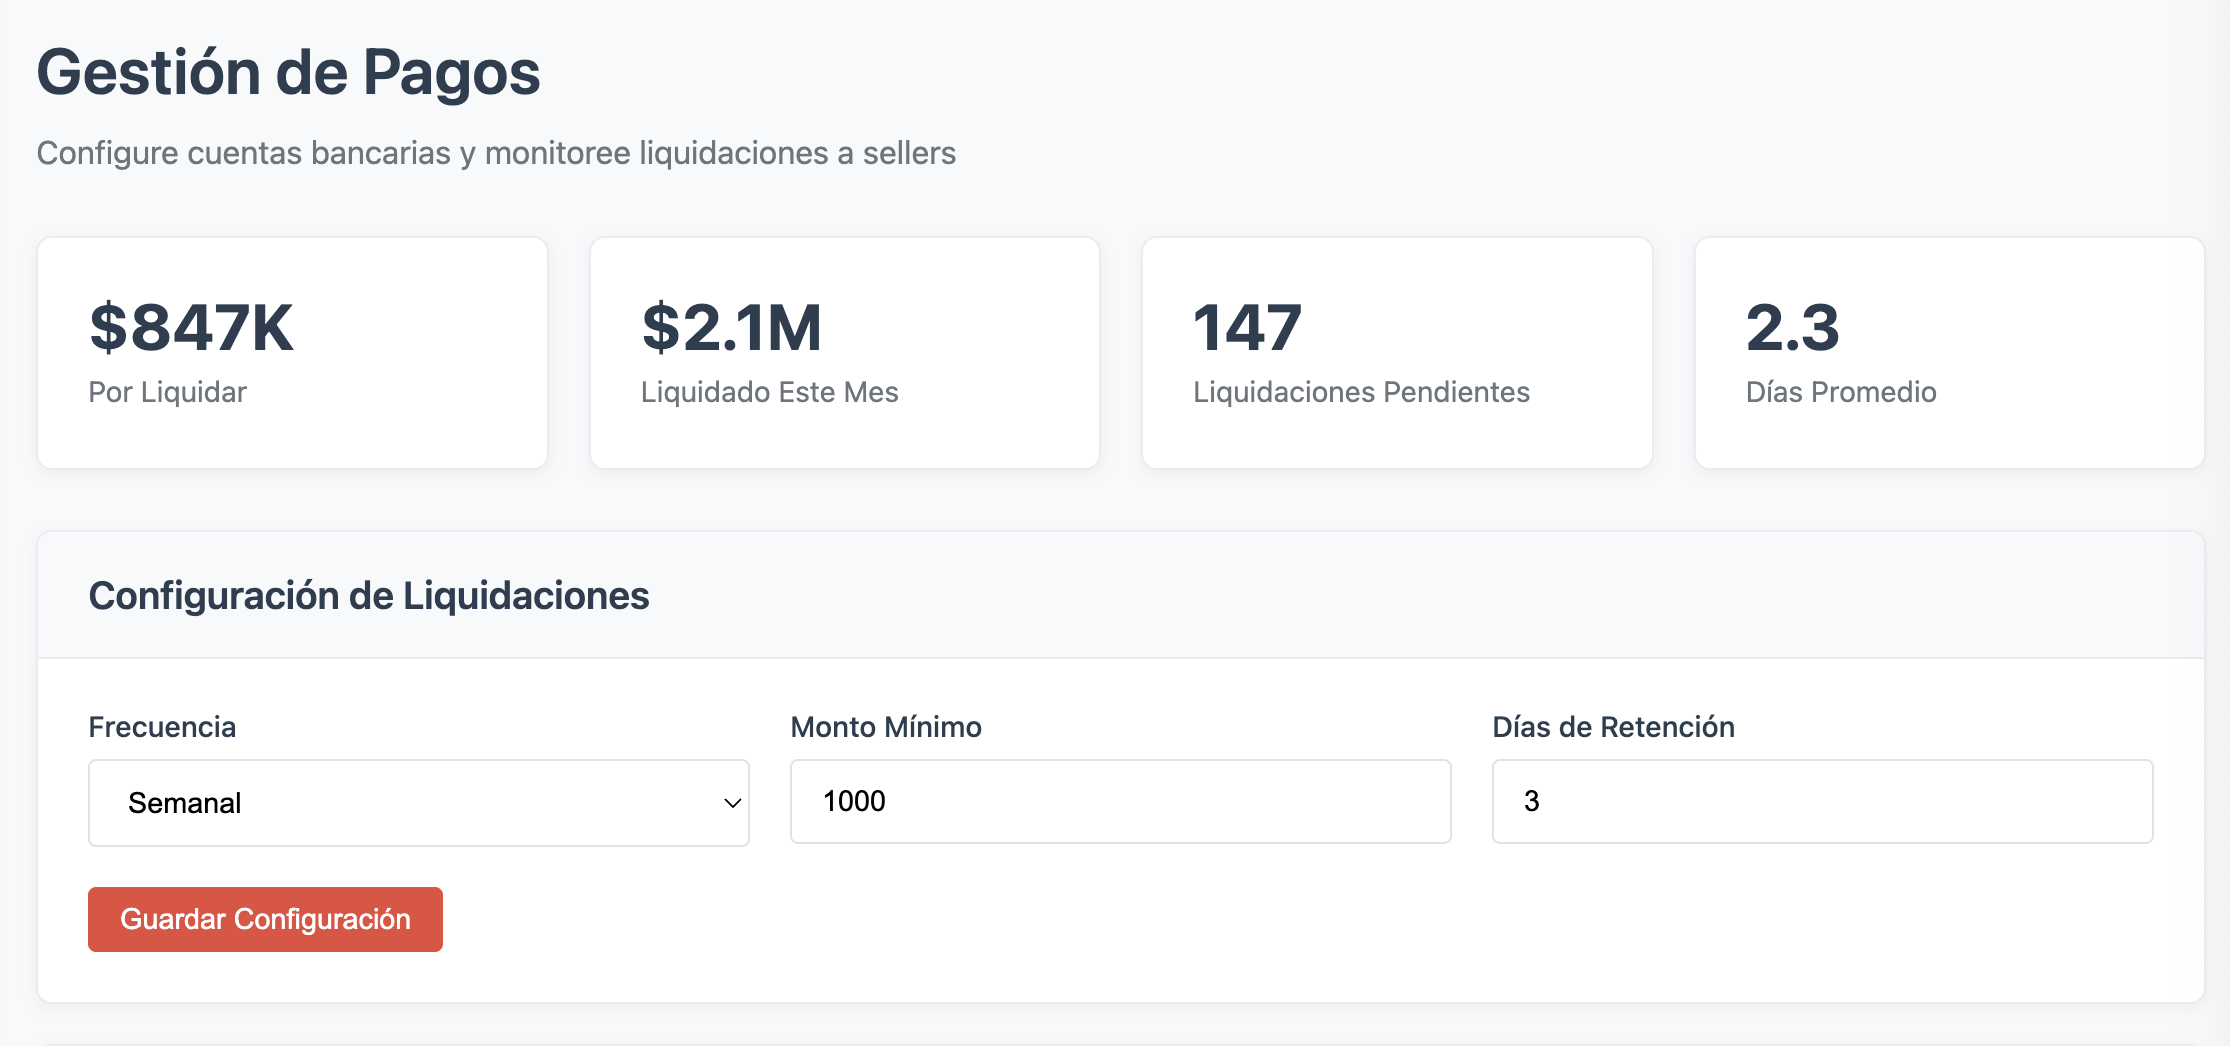 Gestión de Pagos
Configure cuentas bancarias y monitoree liquidaciones a sellers
$847K
Por Liquidar
$2.1M
Liquidado Este Mes
147
Liquidaciones Pendientes
2.3
Días Promedio
Configuración de Liquidaciones
Frecuencia
Semanal
Monto Mínimo
1000
Días de Retención
3
Guardar Configuración